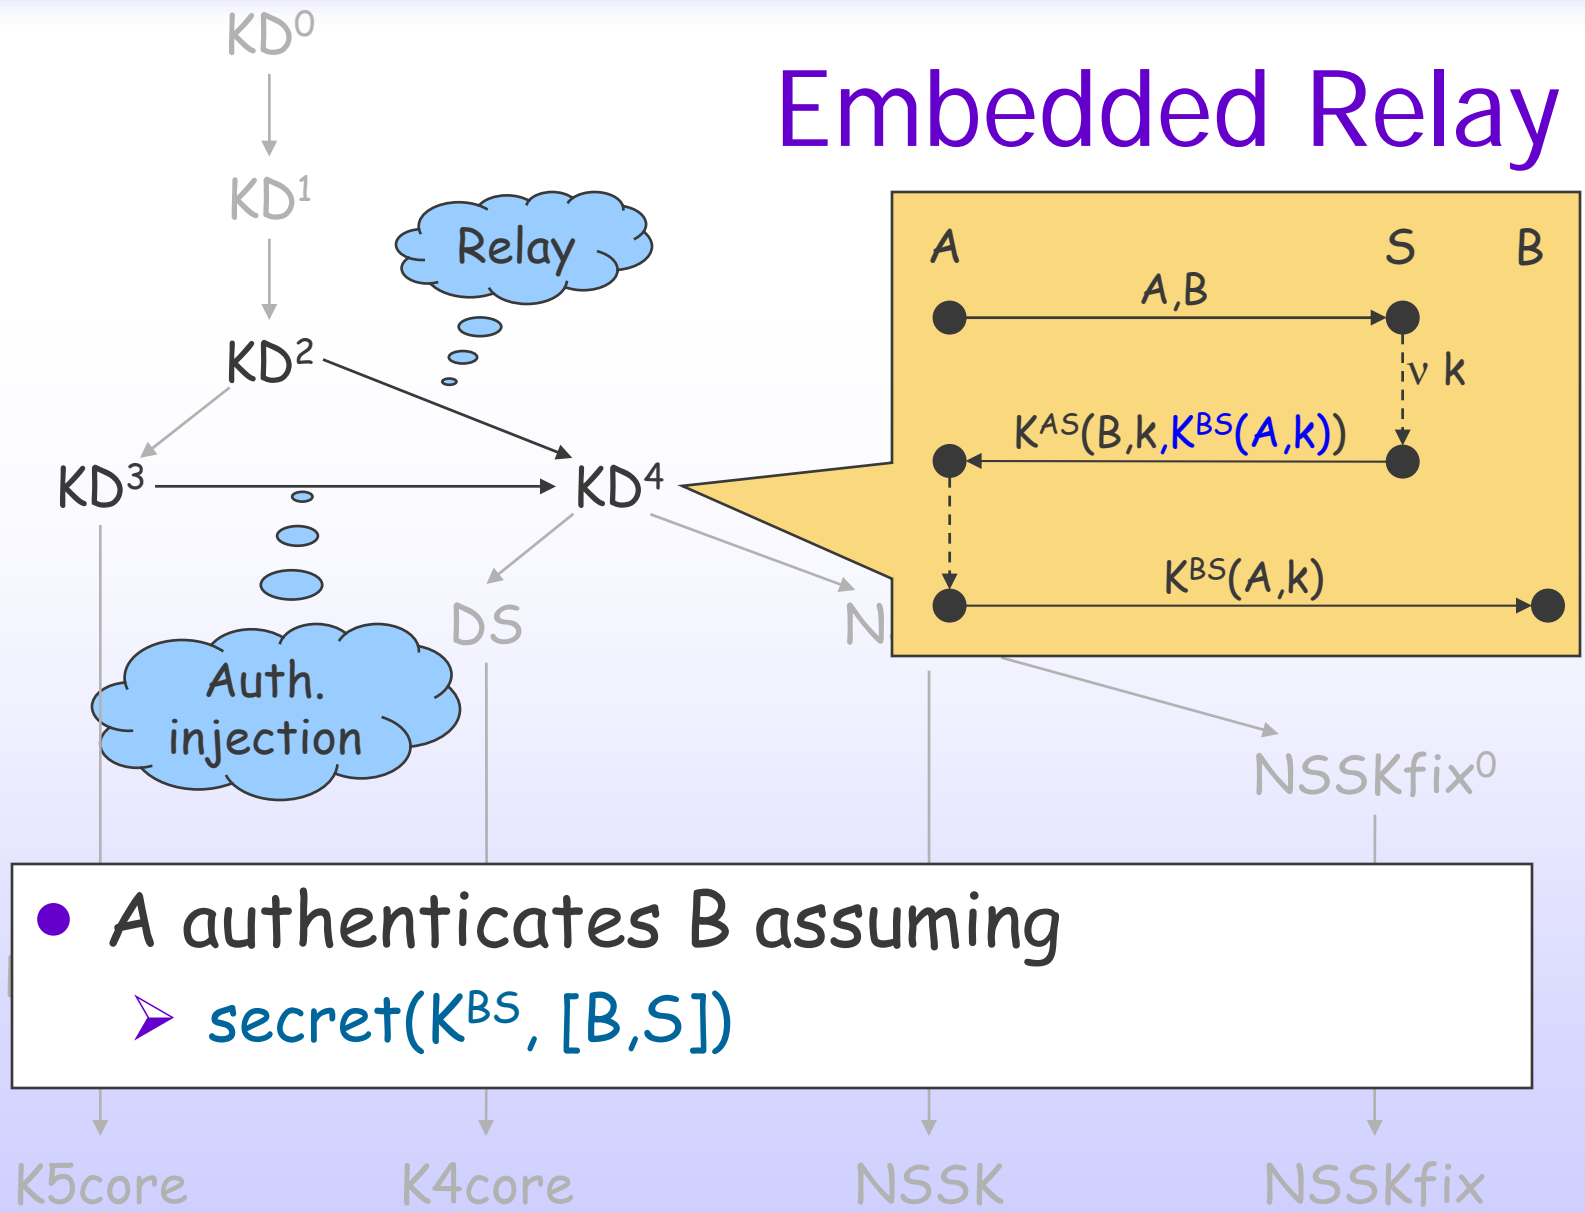 KD⁰
Embedded Relay
KD¹
Relay
A S B
A,B
KD²
ν k
K^AS(B,k,K^BS(A,k))
KD³
KD⁴
K^BS(A,k)
DS
N
Auth.
injection
NSSKfix⁰
• A authenticates B assuming
➢ secret(K^BS, [B,S])
K5core
K4core
NSSK
NSSKfix